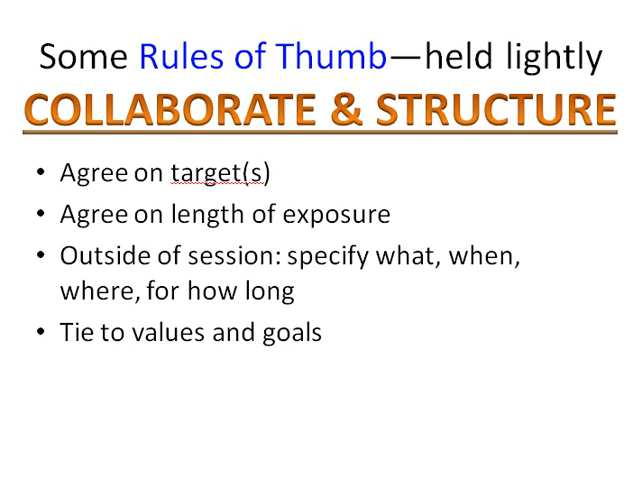 Some Rules of Thumb—held lightly
COLLABORATE & STRUCTURE
• Agree on target(s)
• Agree on length of exposure
• Outside of session: specify what, when,
where, for how long
• Tie to values and goals